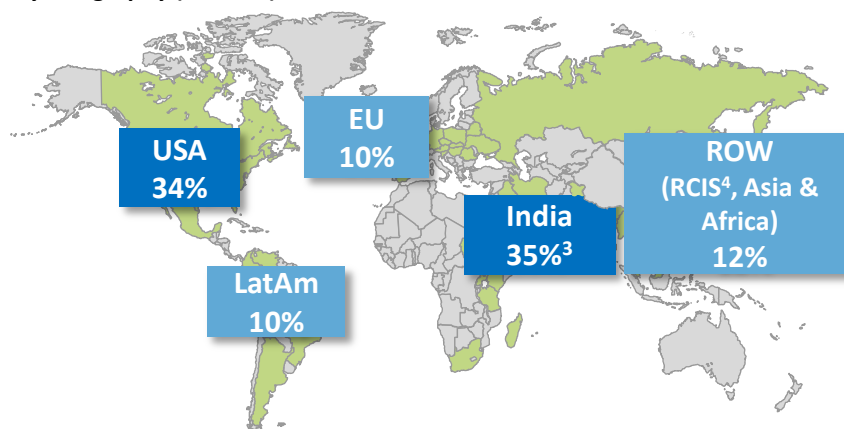 EU
10%
USA
34%
ROW
(RCIS⁴, Asia &
Africa)
12%
India
35%³
LatAm
10%